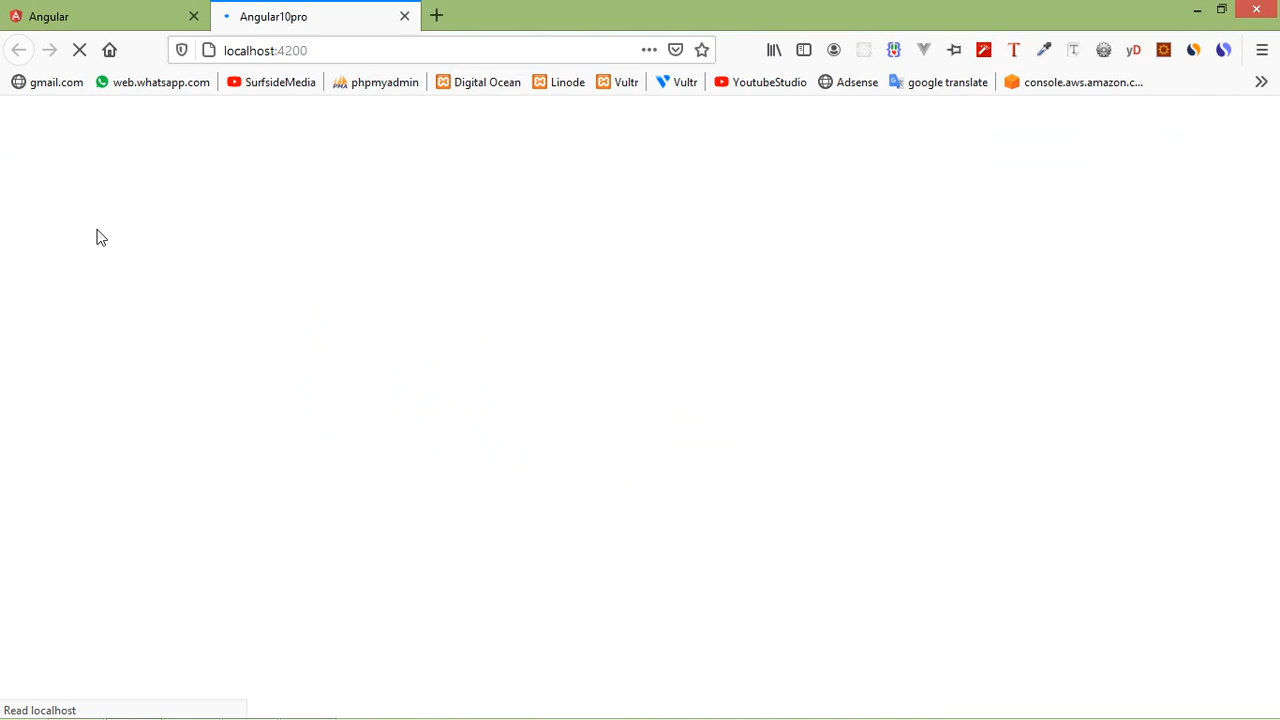 Angular
Angular10pro
localhost:4200
T
T
yD
gmail.com
web.whatsapp.com
SurfsideMedia
phpmyadmin
Digital Ocean
Linode
Vultr
Vultr
YoutubeStudio
Adsense
google translate
console.aws.amazon.c...
Read localhost